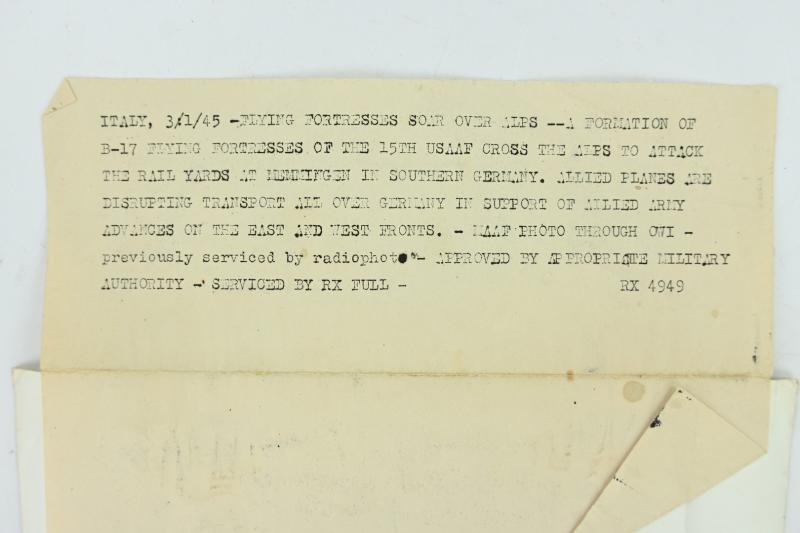 ITALY, 3/1/45 -FLYING FORTRESSES SOAR OVER ALPS --A FORMATION OF
B-17 FLYING FORTRESSES OF THE 15TH USAAF CROSS THE ALPS TO ATTACK
THE RAIL YARDS AT MEMMINGEN IN SOUTHERN GERMANY. ALLIED PLANES ARE
DISRUPTING TRANSPORT ALL OVER GERMANY IN SUPPORT OF ALLIED ARMY
ADVANCES ON THE EAST AND WEST FRONTS. - MAAF PHOTO THROUGH OWI -
previously serviced by radiophoto - APPROVED BY APPROPRIATE MILITARY
AUTHORITY - SERVICED BY RX FULL - RX 4949